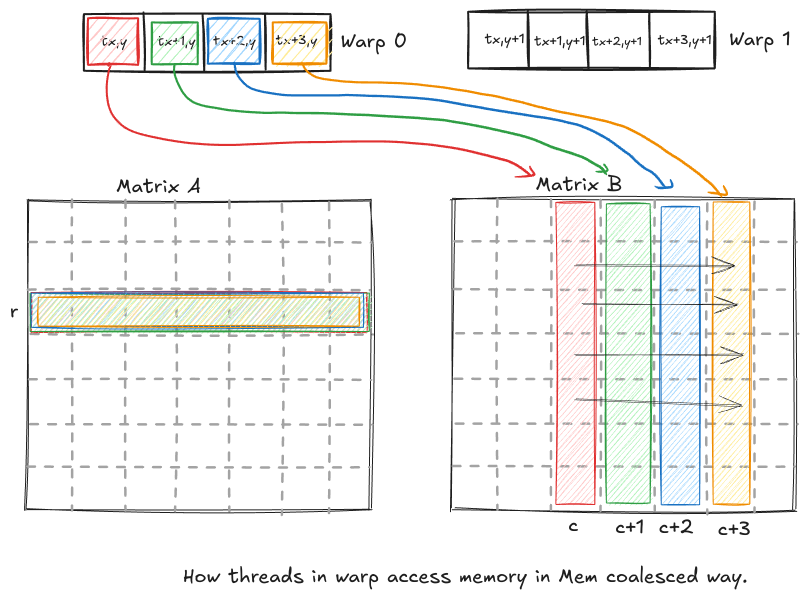 tx,y tx+1,y tx+2,y tx+3,y Warp 0
tx,y+1 tx+1,y+1 tx+2,y+1 tx+3,y+1 Warp 1
Matrix A
Matrix B
r
c c+1 c+2 c+3
How threads in warp access memory in Mem coalesced way.